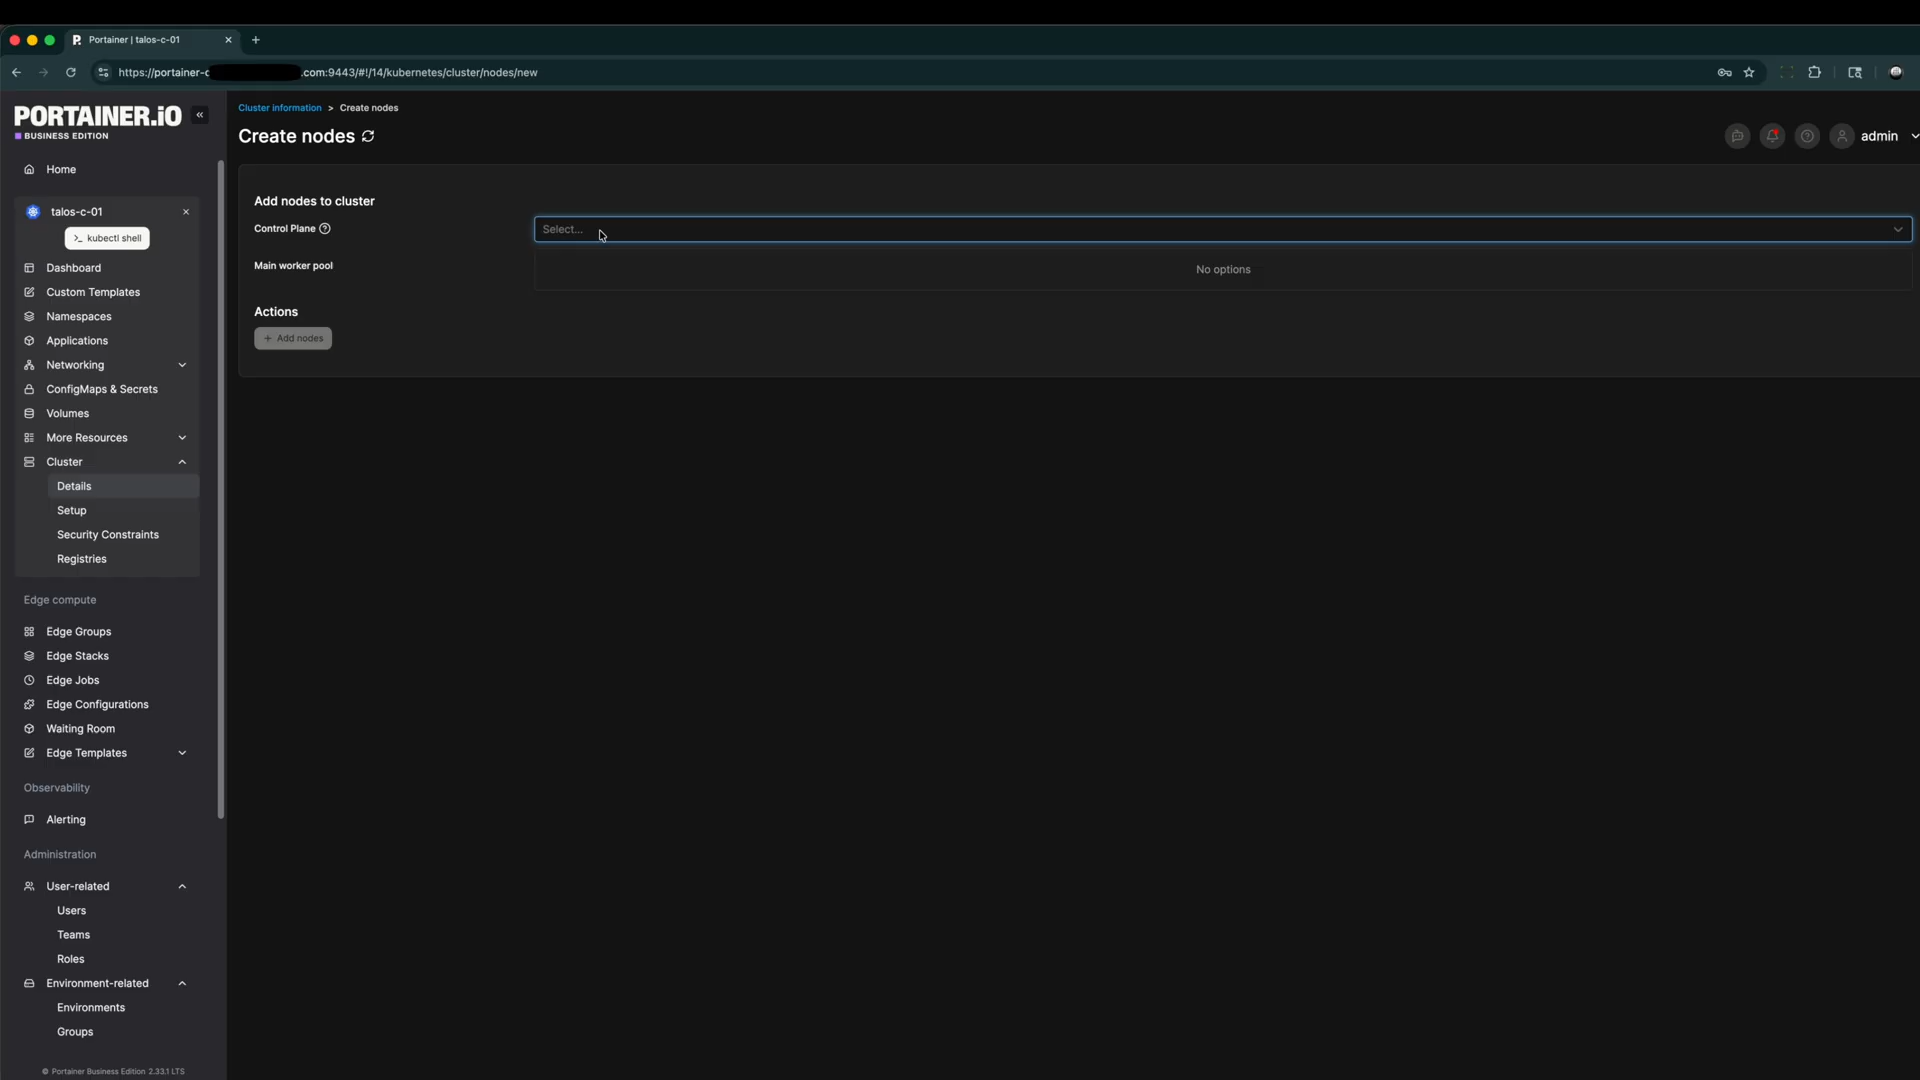 Portainer | talos-c-01
https://portainer-c .com:9443/#!/14/kubernetes/cluster/nodes/new
PORTAINER.iO
BUSINESS EDITION
Home
talos-c-01
>_ kubectl shell
Dashboard
Custom Templates
Namespaces
Applications
Networking
ConfigMaps & Secrets
Volumes
More Resources
Cluster
Details
Setup
Security Constraints
Registries
Edge compute
Edge Groups
Edge Stacks
Edge Jobs
Edge Configurations
Waiting Room
Edge Templates
Observability
Alerting
Administration
User-related
Users
Teams
Roles
Environment-related
Environments
Groups
© Portainer Business Edition 2.33.1 LTS
Cluster information > Create nodes
Create nodes
admin
Add nodes to cluster
Control Plane
Select...
Main worker pool
No options
Actions
+ Add nodes